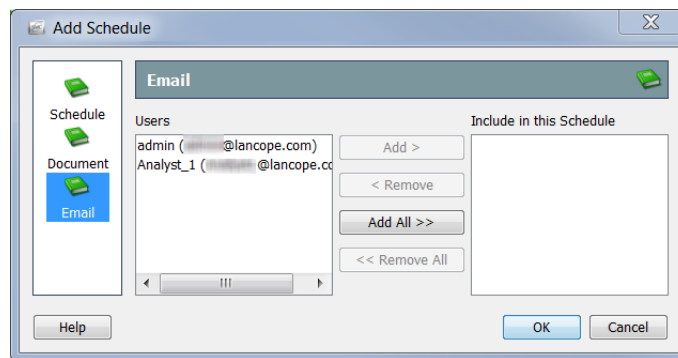 Add Schedule
Schedule
Document
Email
Email
Users
admin ( @lancope.com)
Analyst_1 ( @lancope.cc
Add >
< Remove
Add All >>
<< Remove All
Include in this Schedule
Help
OK
Cancel